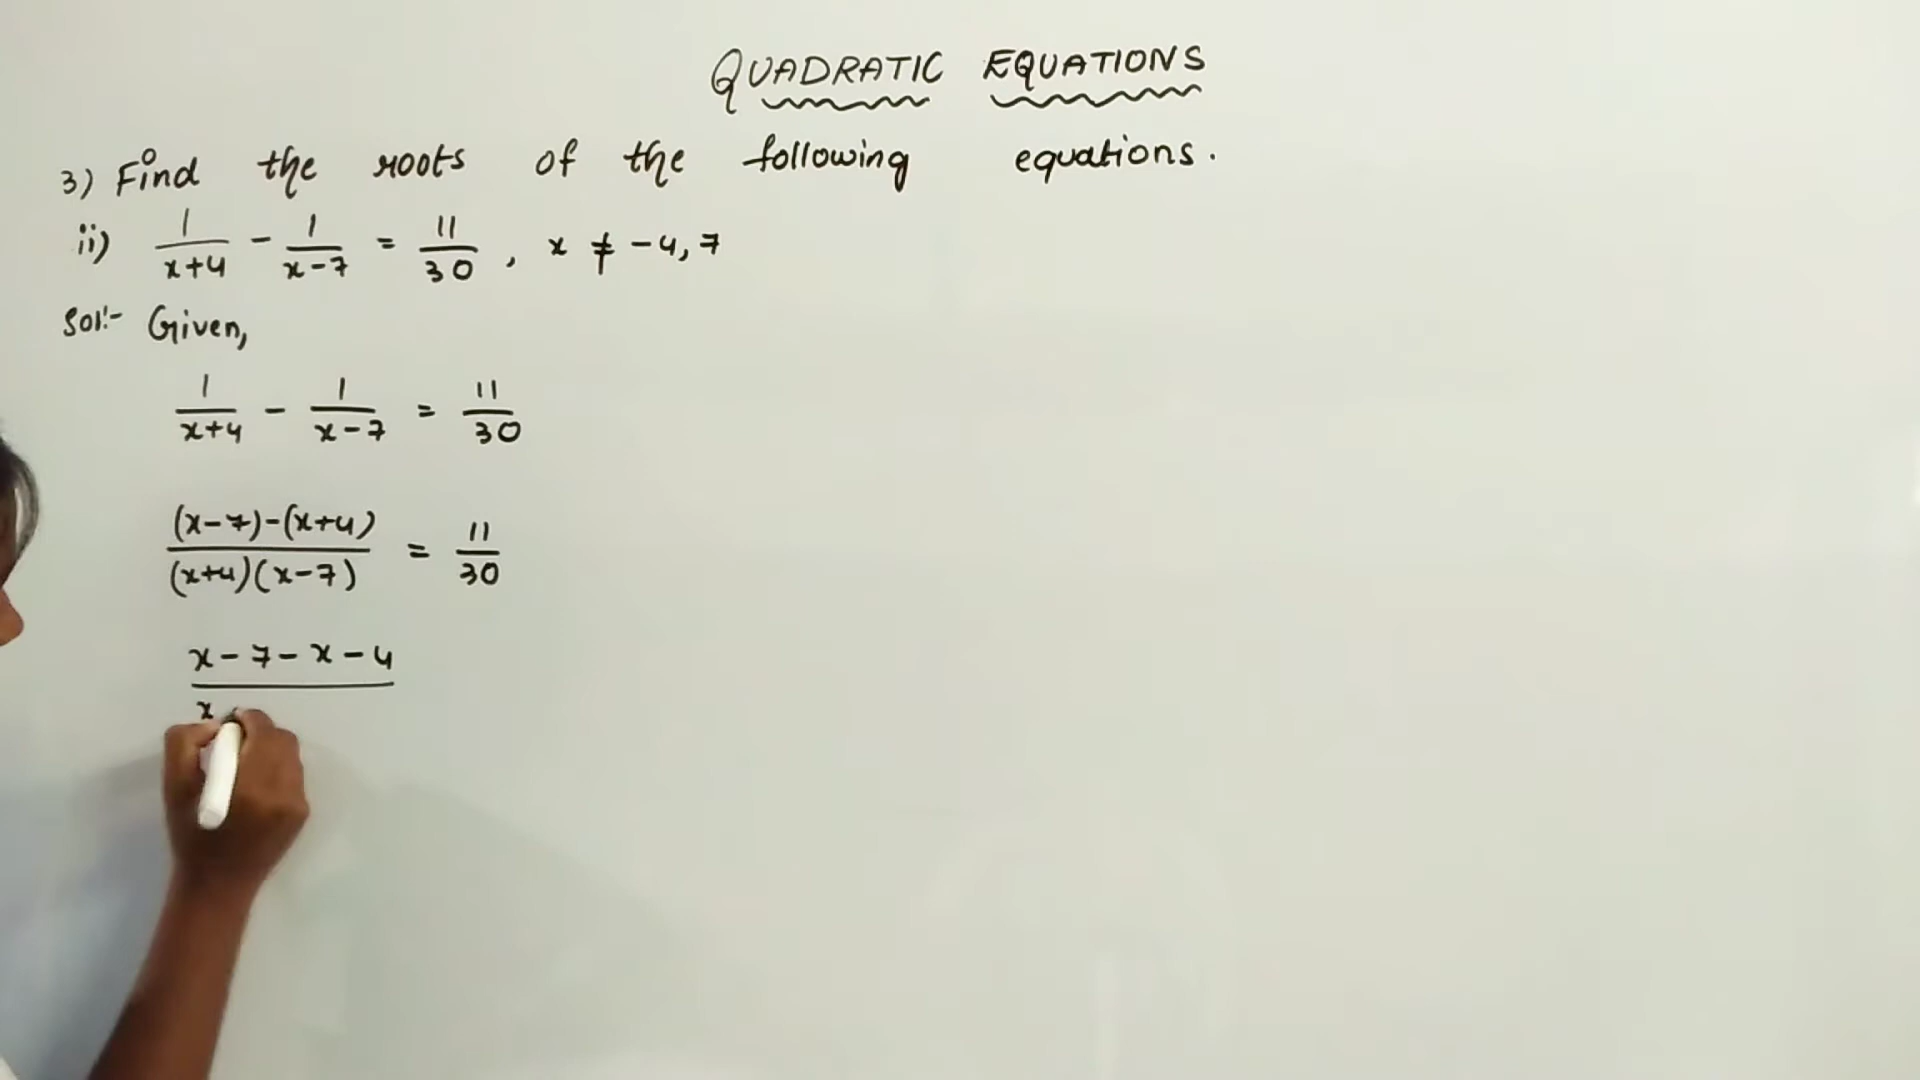 QUADRATIC EQUATIONS
3) Find the roots of the following equations.
ii) 1/(x+4) - 1/(x-7) = 11/30, x ≠ -4, 7
Sol:- Given,
1/(x+4) - 1/(x-7) = 11/30
((x-7)-(x+4))/((x+4)(x-7)) = 11/30
x-7-x-4
x